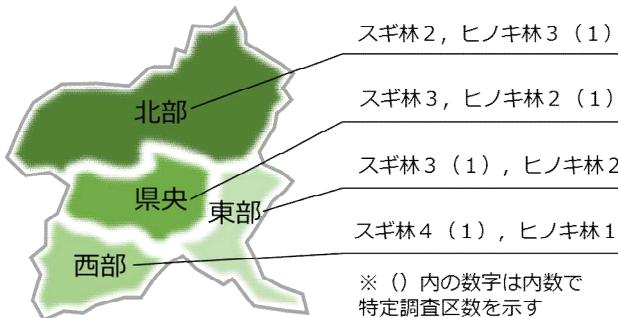 スギ林2，ヒノキ林3（1）
北部
スギ林3，ヒノキ林2（1）
県央
スギ林3（1），ヒノキ林2
東部
スギ林4（1），ヒノキ林1
西部
※（）内の数字は内数で
特定調査区数を示す